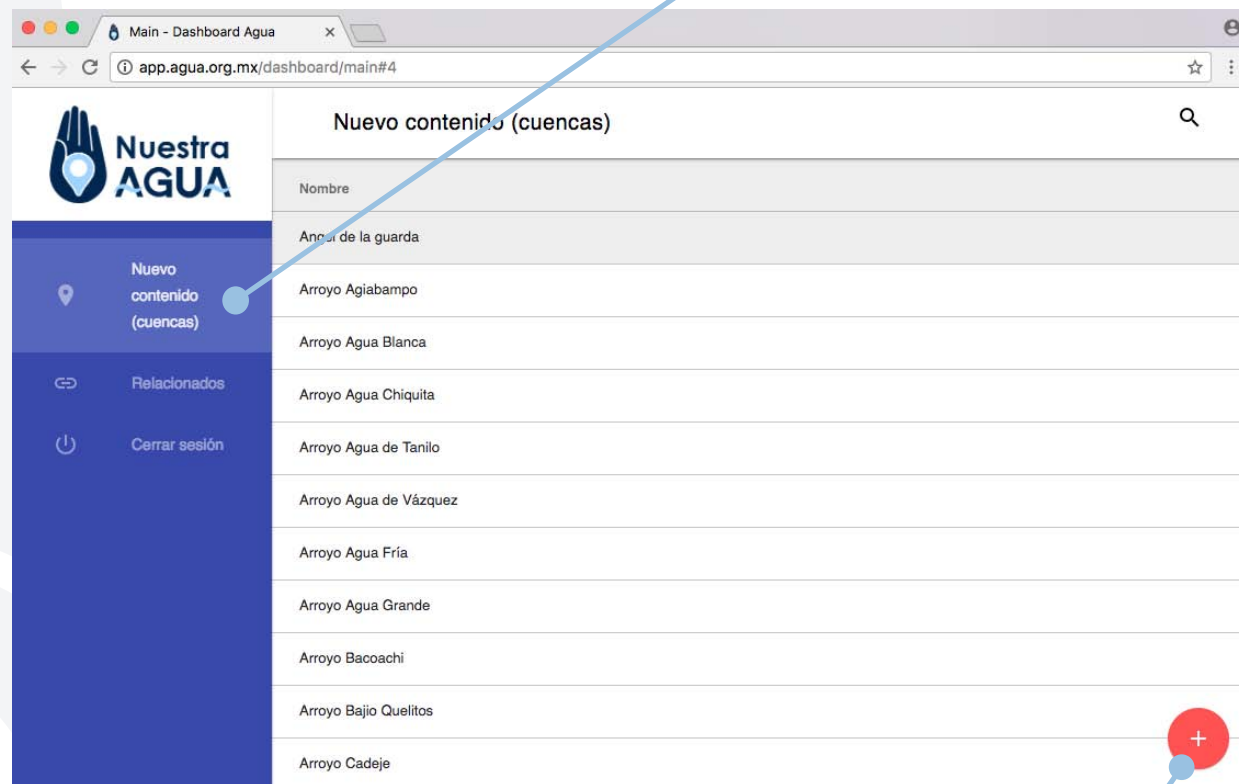 Main - Dashboard Agua
app.agua.org.mx/dashboard/main#4
Nuestra
AGUA
Nuevo contenido (cuencas)
Nuevo
contenido
(cuencas)
Relacionados
Cerrar sesión
Nombre
Angel de la guarda
Arroyo Agiabampo
Arroyo Agua Blanca
Arroyo Agua Chiquita
Arroyo Agua de Tanilo
Arroyo Agua de Vázquez
Arroyo Agua Fría
Arroyo Agua Grande
Arroyo Bacoachi
Arroyo Bajio Quelitos
Arroyo Cadeje